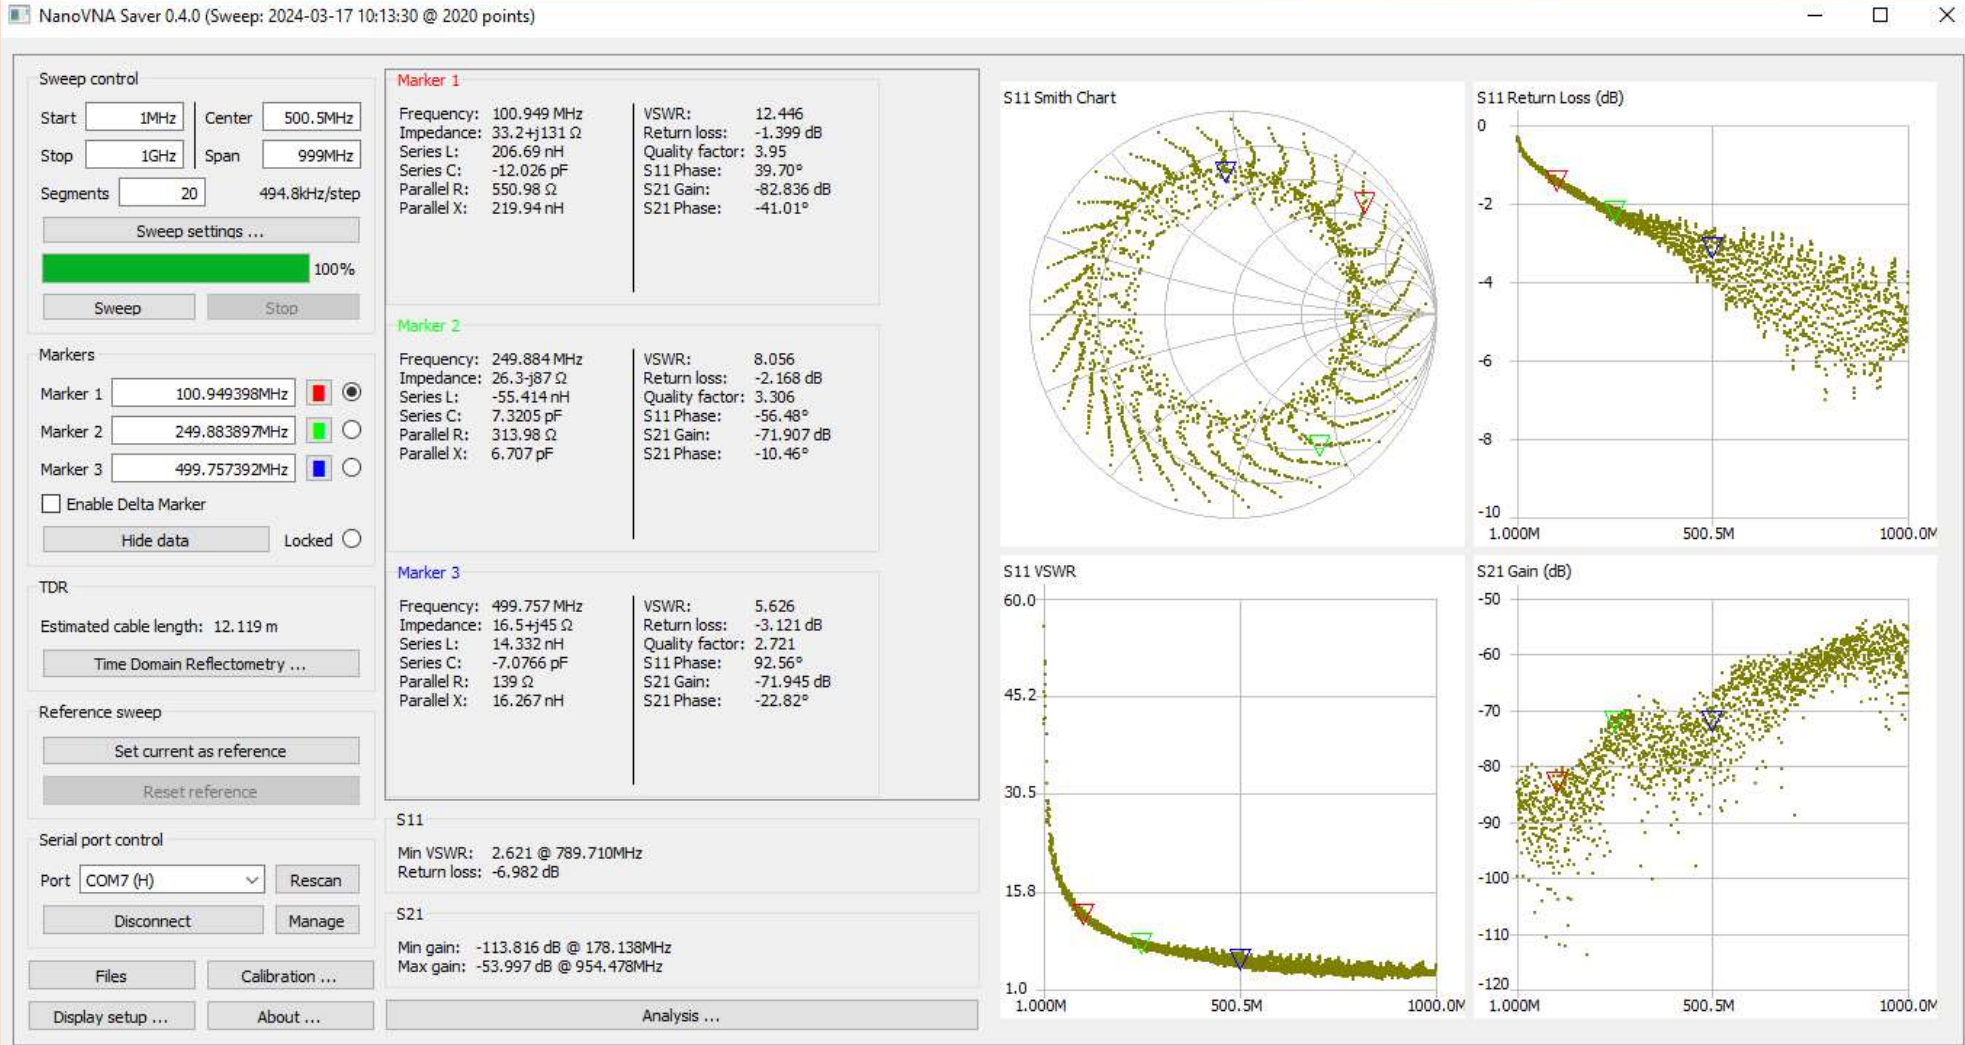 NanoVNA Saver 0.4.0 (Sweep: 2024-03-17 10:13:30 @ 2020 points)
Sweep control
Start 1MHz Center 500.5MHz
Stop 1GHz Span 999MHz
Segments 20 494.8kHz/step
Sweep settings ...
100%
Sweep Stop
Markers
Marker 1 100.949398MHz
Marker 2 249.883897MHz
Marker 3 499.757392MHz
Enable Delta Marker
Hide data Locked
TDR
Estimated cable length: 12.119 m
Time Domain Reflectometry ...
Reference sweep
Set current as reference
Reset reference
Serial port control
Port COM7 (H) Rescan
Disconnect Manage
Files Calibration ...
Display setup ... About ...
Marker 1
Frequency: 100.949 MHz VSWR: 12.446
Impedance: 33.2+j131 Ω Return loss: -1.399 dB
Series L: 206.69 nH Quality factor: 3.95
Series C: -12.026 pF S11 Phase: 39.70°
Parallel R: 550.98 Ω S21 Gain: -82.836 dB
Parallel X: 219.94 nH S21 Phase: -41.01°
Marker 2
Frequency: 249.884 MHz VSWR: 8.056
Impedance: 26.3-j87 Ω Return loss: -2.168 dB
Series L: -55.414 nH Quality factor: 3.306
Series C: 7.3205 pF S11 Phase: -56.48°
Parallel R: 313.98 Ω S21 Gain: -71.907 dB
Parallel X: 6.707 pF S21 Phase: -10.46°
Marker 3
Frequency: 499.757 MHz VSWR: 5.626
Impedance: 16.5+j45 Ω Return loss: -3.121 dB
Series L: 14.332 nH Quality factor: 2.721
Series C: -7.0766 pF S11 Phase: 92.56°
Parallel R: 139 Ω S21 Gain: -71.945 dB
Parallel X: 16.267 nH S21 Phase: -22.82°
S11
Min VSWR: 2.621 @ 789.710MHz
Return loss: -6.982 dB
S21
Min gain: -113.816 dB @ 178.138MHz
Max gain: -53.997 dB @ 954.478MHz
Analysis ...
S11 Smith Chart
S11 Return Loss (dB)
0
-2
-4
-6
-8
-10
1.000M 500.5M 1000.0M
S11 VSWR
60.0
45.2
30.5
15.8
1.0
1.000M 500.5M 1000.0M
S21 Gain (dB)
-50
-60
-70
-80
-90
-100
-110
-120
1.000M 500.5M 1000.0M